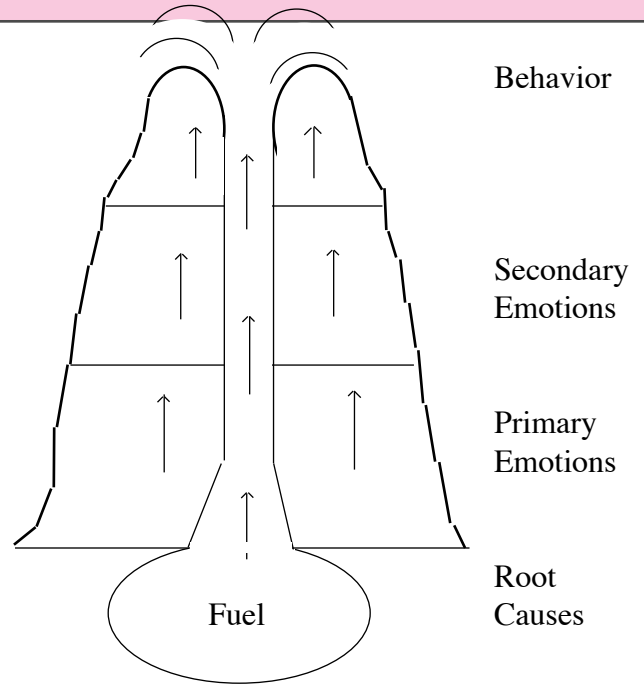 Behavior
Secondary
Emotions
Primary
Emotions
Root
Causes
Fuel